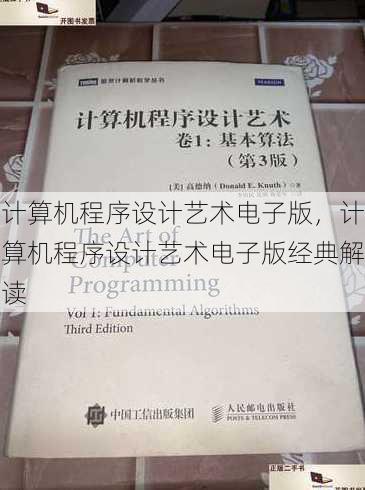 开图书发票
图灵计算机科学丛书
PEARSON
计算机程序设计艺术
卷1：基本算法
（第3版）
[美] 高德纳（Donald E. Knuth） 著
计算机程序设计艺术电子版，计
算机程序设计艺术电子版经典解
读
The Art of
Computer
Programming
Vol 1: Fundamental Algorithms
Third Edition
中国工信出版集团
人民邮电出版社
正版二手书
开图书发票